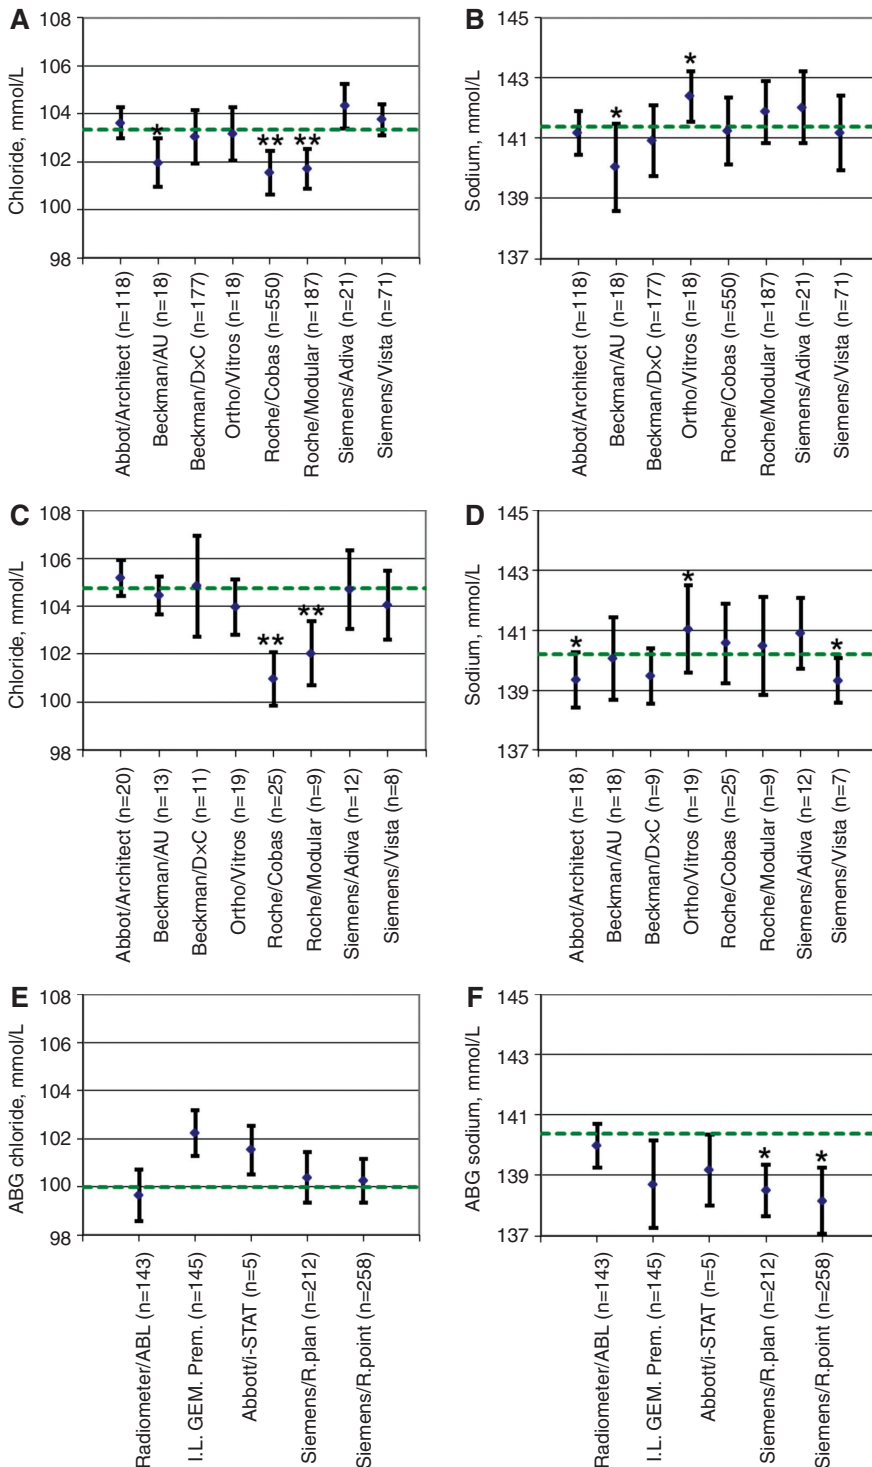 A
Chloride, mmol/L
108
106
104
102
100
98
*
**
**
Abbot/Architect (n=118)
Beckman/AU (n=18)
Beckman/D×C (n=177)
Ortho/Vitros (n=18)
Roche/Cobas (n=550)
Roche/Modular (n=187)
Siemens/Adiva (n=21)
Siemens/Vista (n=71)
B
Sodium, mmol/L
145
143
141
139
137
*
*
Abbot/Architect (n=118)
Beckman/AU (n=18)
Beckman/D×C (n=177)
Ortho/Vitros (n=18)
Roche/Cobas (n=550)
Roche/Modular (n=187)
Siemens/Adiva (n=21)
Siemens/Vista (n=71)
C
Chloride, mmol/L
108
106
104
102
100
98
**
**
Abbot/Architect (n=20)
Beckman/AU (n=13)
Beckman/D×C (n=11)
Ortho/Vitros (n=19)
Roche/Cobas (n=25)
Roche/Modular (n=9)
Siemens/Adiva (n=12)
Siemens/Vista (n=8)
D
Sodium, mmol/L
145
143
141
139
137
*
*
*
Abbot/Architect (n=18)
Beckman/AU (n=18)
Beckman/D×C (n=9)
Ortho/Vitros (n=19)
Roche/Cobas (n=25)
Roche/Modular (n=9)
Siemens/Adiva (n=12)
Siemens/Vista (n=7)
E
ABG chloride, mmol/L
108
106
104
102
100
98
Radiometer/ABL (n=143)
I.L. GEM. Prem. (n=145)
Abbott/i-STAT (n=5)
Siemens/R.plan (n=212)
Siemens/R.point (n=258)
F
ABG sodium, mmol/L
145
143
141
139
137
*
*
Radiometer/ABL (n=143)
I.L. GEM. Prem. (n=145)
Abbott/i-STAT (n=5)
Siemens/R.plan (n=212)
Siemens/R.point (n=258)